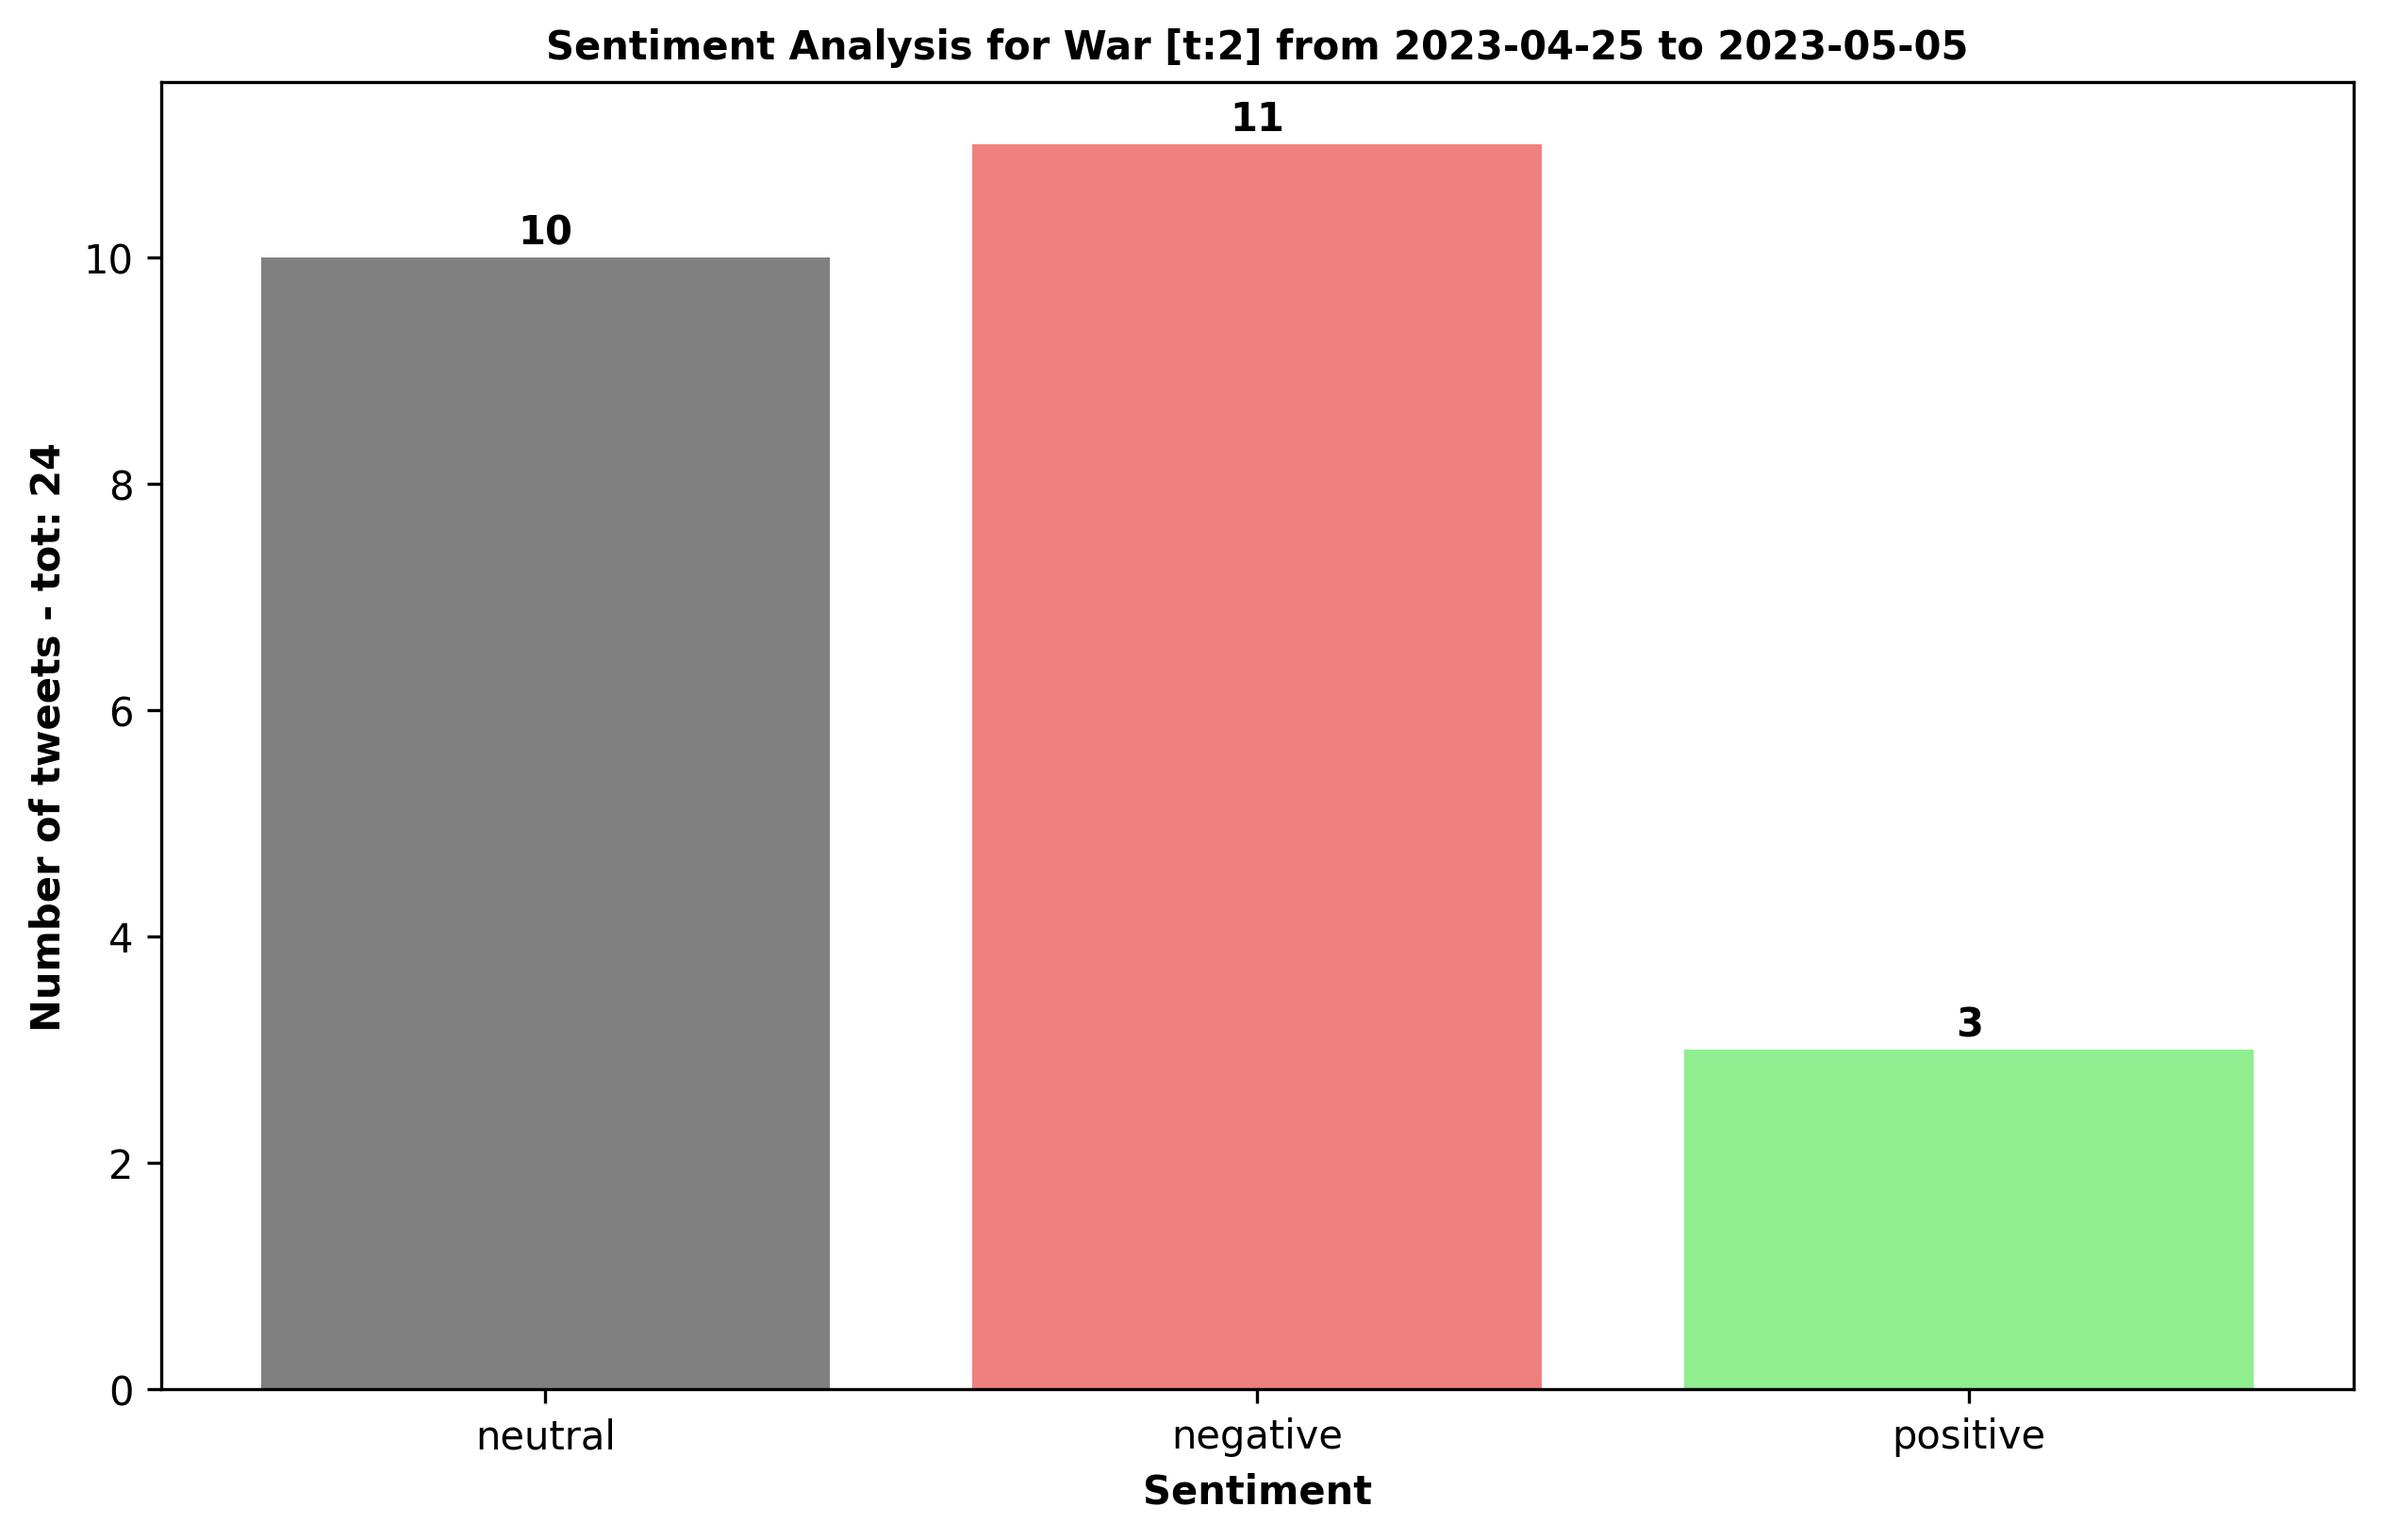 Sentiment Analysis for War [t:2] from 2023-04-25 to 2023-05-05
Number of tweets - tot: 24
10
8
6
4
2
0
10
11
3
neutral
negative
positive
Sentiment